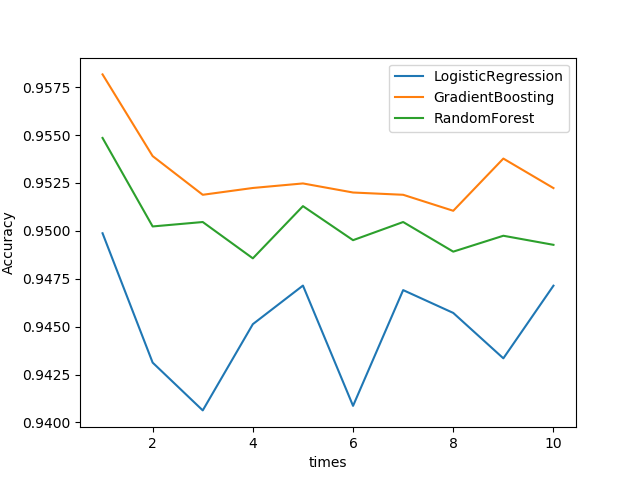 LogisticRegression
GradientBoosting
RandomForest
0.9575
0.9550
0.9525
0.9500
0.9475
0.9450
0.9425
0.9400
Accuracy
2 4 6 8 10
times